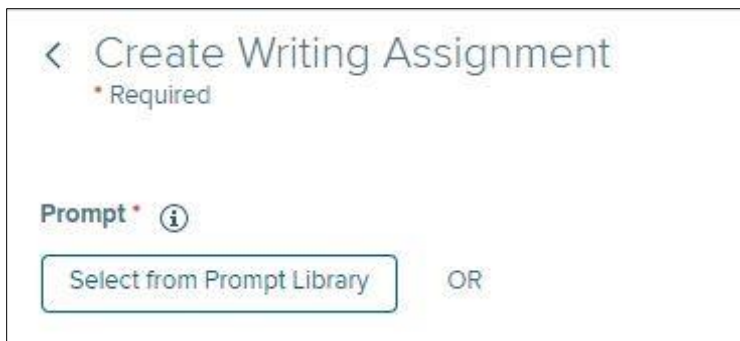 Create Writing Assignment
* Required
Prompt *
Select from Prompt Library OR